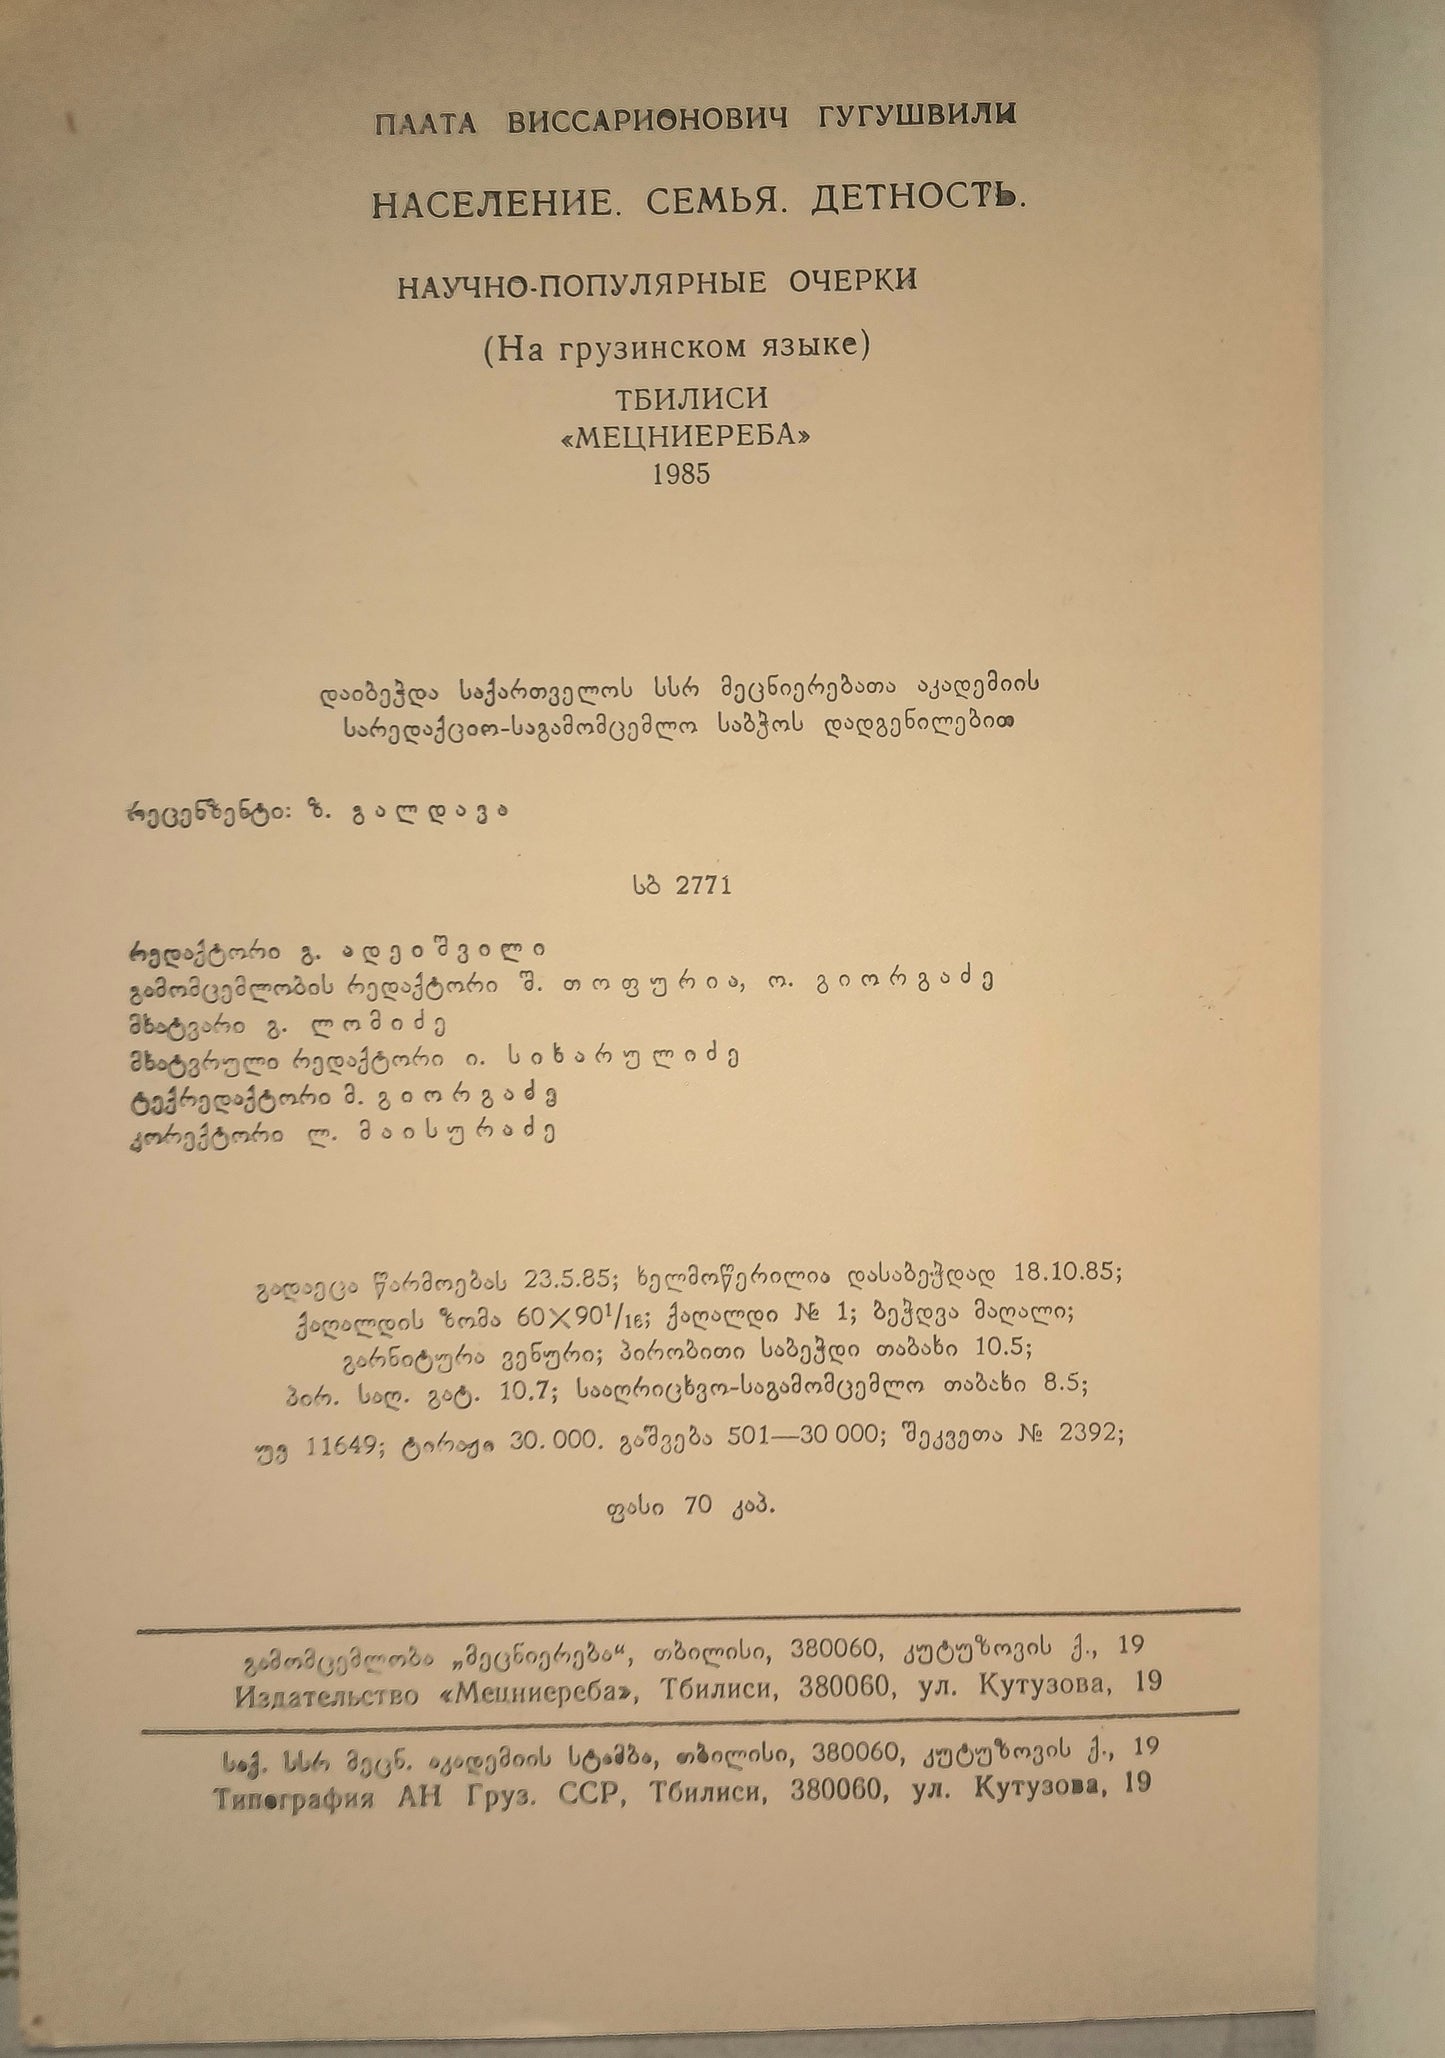 ПААТА ВИССАРИОНОВИЧ ГУГУШВИЛИ
НАСЕЛЕНИЕ. СЕМЬЯ. ДЕТНОСТЬ.
НАУЧНО-ПОПУЛЯРНЫЕ ОЧЕРКИ
(На грузинском языке)
ТБИЛИСИ
«МЕЦНИЕРЕБА»
1985
დაიბეჭდა საქართველოს სსრ მეცნიერებათა აკადემიის
სარედაქციო-საგამომცემლო საბჭოს დადგენილებით
რეცენზენტი: ზ. გალდავა
სბ 2771
რედაქტორი გ. ადეიშვილი
გამომცემლობის რედაქტორი შ. თოფურია, ო. გიორგაძე
მხატვარი გ. ლომიძე
მხატვრული რედაქტორი ი. სიხარულიძე
ტექრედაქტორი მ. გიორგაძე
კორექტორი ლ. მაისურაძე
გადაეცა წარმოებას 23.5.85; ხელმოწერილია დასაბეჭდად 18.10.85;
ქაღალდის ზომა 60×90¹/₁₆; ქაღალდი № 1; ბეჭდვა მაღალი;
გარნიტურა ვენური; პირობითი საბეჭდი თაბახი 10.5;
პირ. საღ. გატ. 10.7; სააღრიცხვო-საგამომცემლო თაბახი 8.5;
უე 11649; ტირაჟი 30.000. გაშვება 501—30 000; შეკვეთა № 2392;
ფასი 70 კაპ.
გამომცემლობა „მეცნიერება“, თბილისი, 380060, კუტუზოვის ქ., 19
Издательство «Мецниереба», Тбилиси, 380060, ул. Кутузова, 19
საქ. სსრ მეცნ. აკადემიის სტამბა, თბილისი, 380060, კუტუზოვის ქ., 19
Типография АН Груз. ССР, Тбилиси, 380060, ул. Кутузова, 19